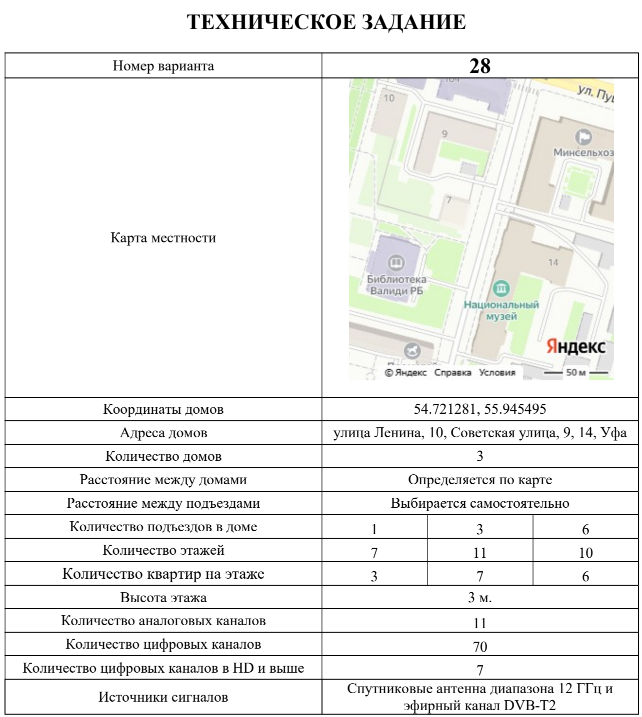 ТЕХНИЧЕСКОЕ ЗАДАНИЕ
Номер варианта 28
Карта местности
ул. Пу
10
9
Минсельхоз
7
Библиотека
Валиди РБ
14
Национальный
музей
Яндекс
© Яндекс Справка Условия 50 м
Координаты домов 54.721281, 55.945495
Адреса домов улица Ленина, 10, Советская улица, 9, 14, Уфа
Количество домов 3
Расстояние между домами Определяется по карте
Расстояние между подъездами Выбирается самостоятельно
Количество подъездов в доме 1 3 6
Количество этажей 7 11 10
Количество квартир на этаже 3 7 6
Высота этажа 3 м.
Количество аналоговых каналов 11
Количество цифровых каналов 70
Количество цифровых каналов в HD и выше 7
Источники сигналов Спутниковые антенна диапазона 12 ГГц и
эфирный канал DVB-T2